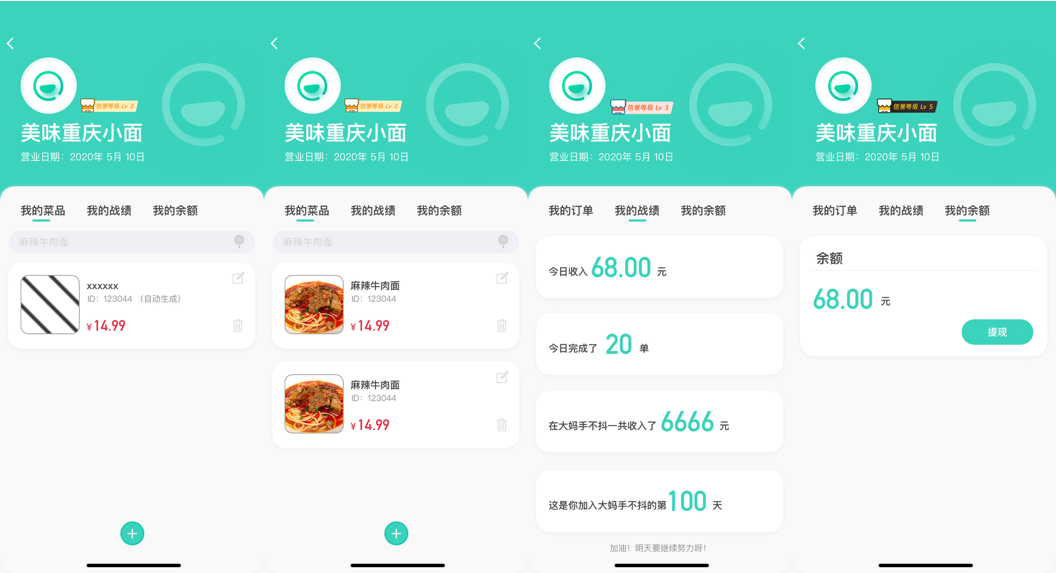 信誉等级 Lv 2
美味重庆小面
营业日期：2020年 5月 10日
我的菜品 我的战绩 我的余额
麻辣牛肉面
xxxxxx
ID：123044 （自动生成）
¥ 14.99
信誉等级 Lv 2
美味重庆小面
营业日期：2020年 5月 10日
我的菜品 我的战绩 我的余额
麻辣牛肉面
麻辣牛肉面
ID：123044
¥ 14.99
麻辣牛肉面
ID：123044
¥ 14.99
信誉等级 Lv 3
美味重庆小面
营业日期：2020年 5月 10日
我的订单 我的战绩 我的余额
今日收入 68.00 元
今日完成了 20 单
在大妈手不抖一共收入了 6666 元
这是你加入大妈手不抖的第 100 天
加油！明天要继续努力呀！
信誉等级 Lv 5
美味重庆小面
营业日期：2020年 5月 10日
我的订单 我的战绩 我的余额
余额
68.00 元
提现